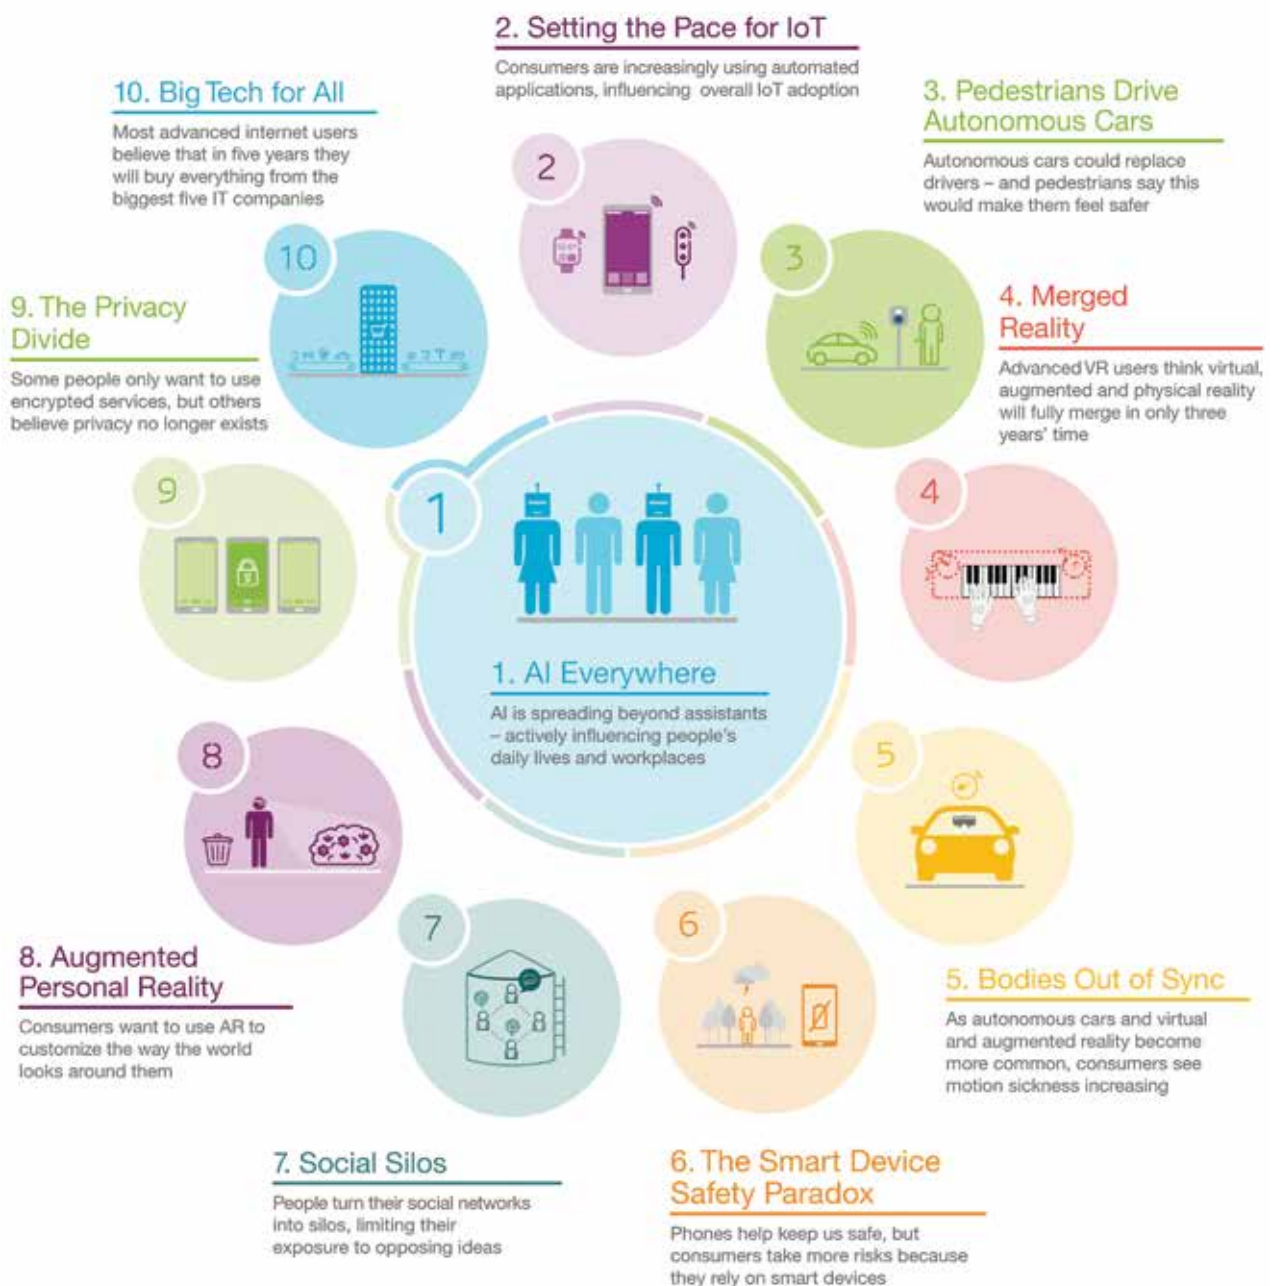 2. Setting the Pace for IoT
Consumers are increasingly using automated
applications, influencing overall IoT adoption
10. Big Tech for All
Most advanced internet users
believe that in five years they
will buy everything from the
biggest five IT companies
3. Pedestrians Drive
Autonomous Cars
Autonomous cars could replace
drivers – and pedestrians say this
would make them feel safer
2
10
3
9. The Privacy
Divide
Some people only want to use
encrypted services, but others
believe privacy no longer exists
4. Merged
Reality
Advanced VR users think virtual,
augmented and physical reality
will fully merge in only three
years' time
9
1
4
1. AI Everywhere
AI is spreading beyond assistants
– actively influencing people's
daily lives and workplaces
8
5
7
6
8. Augmented
Personal Reality
Consumers want to use AR to
customize the way the world
looks around them
5. Bodies Out of Sync
As autonomous cars and virtual
and augmented reality become
more common, consumers see
motion sickness increasing
7. Social Silos
People turn their social networks
into silos, limiting their
exposure to opposing ideas
6. The Smart Device
Safety Paradox
Phones help keep us safe, but
consumers take more risks because
they rely on smart devices